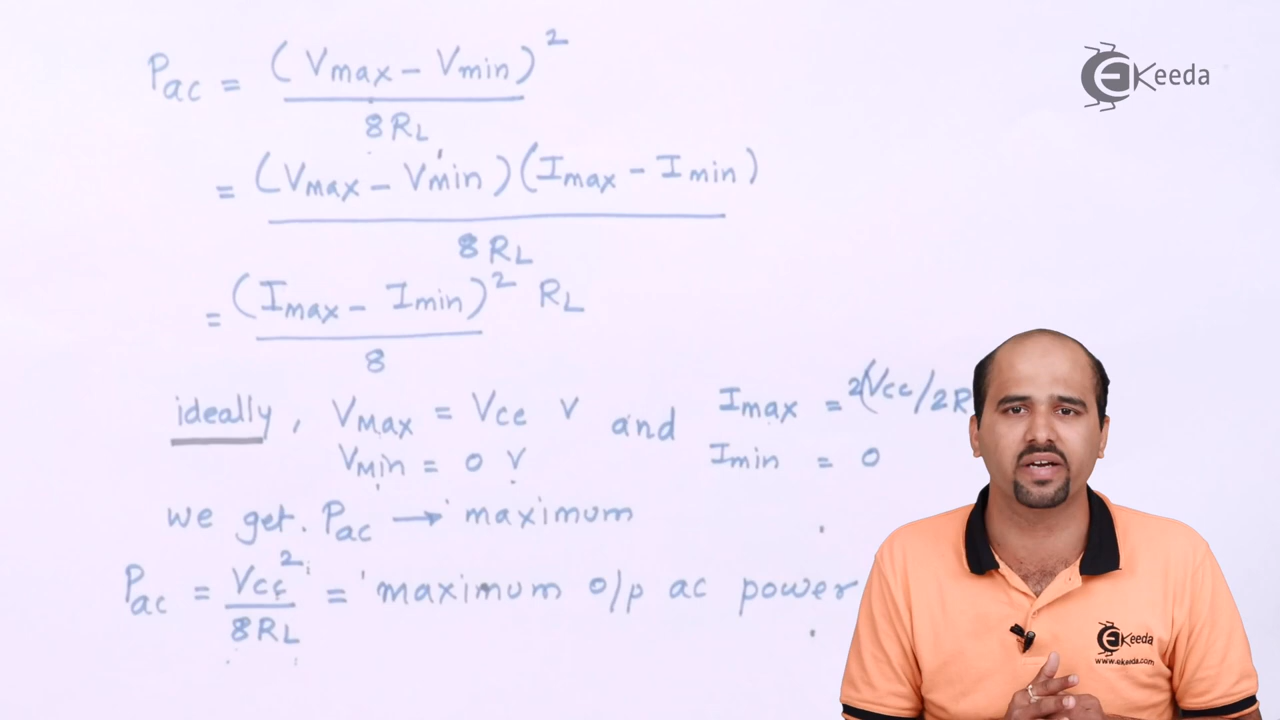 Pac = (Vmax - Vmin)²
8RL
EKeeda
= (Vmax - Vmin)(Imax - Imin)
8RL
= (Imax - Imin)² RL
8
ideally, VMax = Vcc V and Imax = 2(Vcc/2R
VMin = 0 V Imin = 0
we get. Pac → maximum
Pac = Vcc² = maximum o/p ac power
8RL
EKeeda
www.ekeeda.com